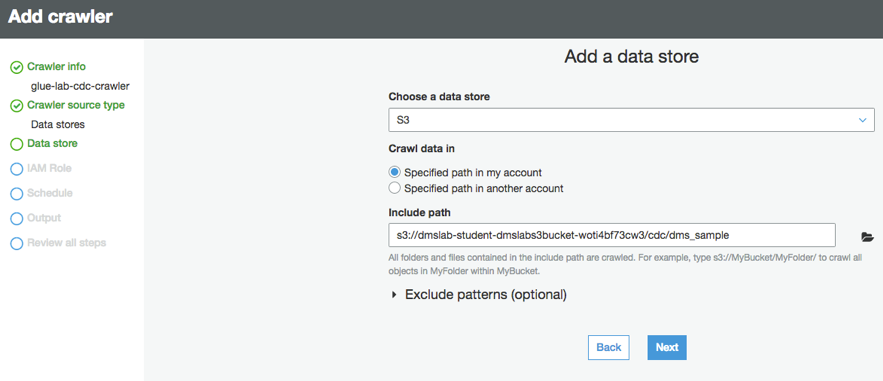 Add crawler
Crawler info
glue-lab-cdc-crawler
Crawler source type
Data stores
Data store
IAM Role
Schedule
Output
Review all steps
Add a data store
Choose a data store
S3
Crawl data in
Specified path in my account
Specified path in another account
Include path
s3://dmslab-student-dmslabs3bucket-woti4bf73cw3/cdc/dms_sample
All folders and files contained in the include path are crawled. For example, type s3://MyBucket/MyFolder/ to crawl all
objects in MyFolder within MyBucket.
Exclude patterns (optional)
Back
Next